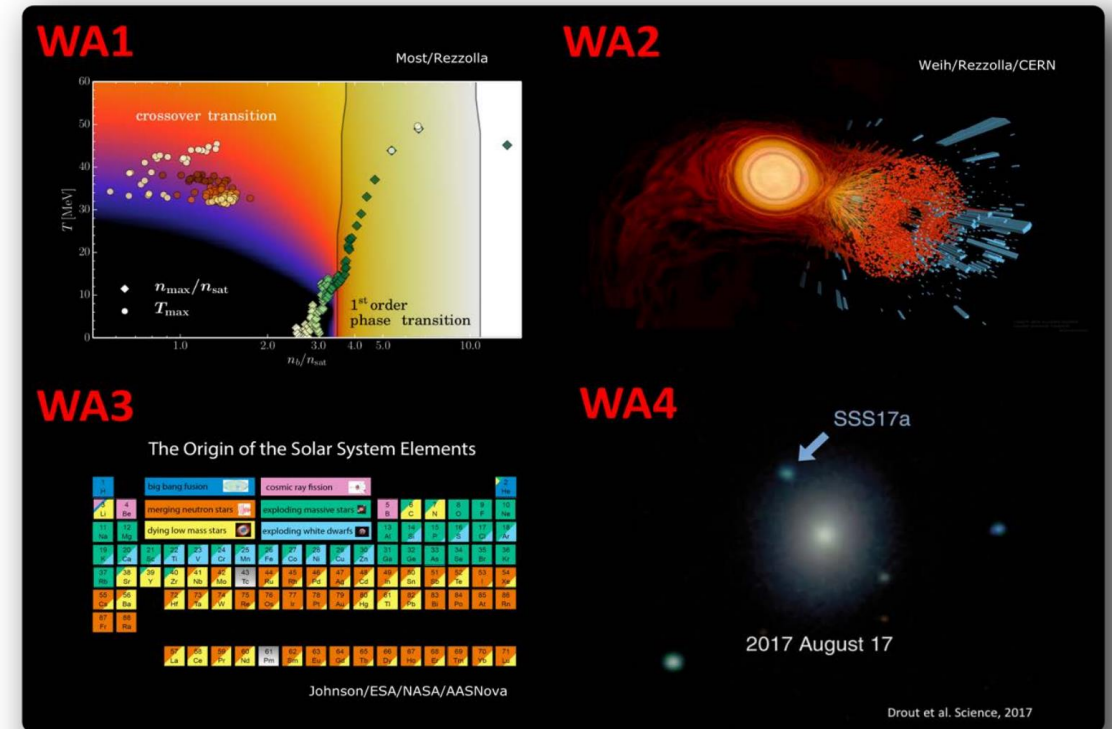 WA1
Most/Rezzolla
60
50
40
30
20
10
0
T [MeV]
crossover transition
n_max/n_sat
T_max
1st order
phase transition
1.0 2.0 3.0 4.0 5.0 10.0
n_b/n_sat
WA2
Weih/Rezzolla/CERN
WA3
The Origin of the Solar System Elements
big bang fusion cosmic ray fission
merging neutron stars exploding massive stars
dying low mass stars exploding white dwarfs
1 H 2 He
3 Li 4 Be 5 B 6 C 7 N 8 O 9 F 10 Ne
11 Na 12 Mg 13 Al 14 Si 15 P 16 S 17 Cl 18 Ar
19 K 20 Ca 21 Sc 22 Ti 23 V 24 Cr 25 Mn 26 Fe 27 Co 28 Ni 29 Cu 30 Zn 31 Ga 32 Ge 33 As 34 Se 35 Br 36 Kr
37 Rb 38 Sr 39 Y 40 Zr 41 Nb 42 Mo 43 Tc 44 Ru 45 Rh 46 Pd 47 Ag 48 Cd 49 In 50 Sn 51 Sb 52 Te 53 I 54 Xe
55 Cs 56 Ba 72 Hf 73 Ta 74 W 75 Re 76 Os 77 Ir 78 Pt 79 Au 80 Hg 81 Tl 82 Pb 83 Bi 84 Po 85 At 86 Rn
87 Fr 88 Ra
57 La 58 Ce 59 Pr 60 Nd 61 Pm 62 Sm 63 Eu 64 Gd 65 Tb 66 Dy 67 Ho 68 Er 69 Tm 70 Yb 71 Lu
Johnson/ESA/NASA/AASNova
WA4
SSS17a
2017 August 17
Drout et al. Science, 2017